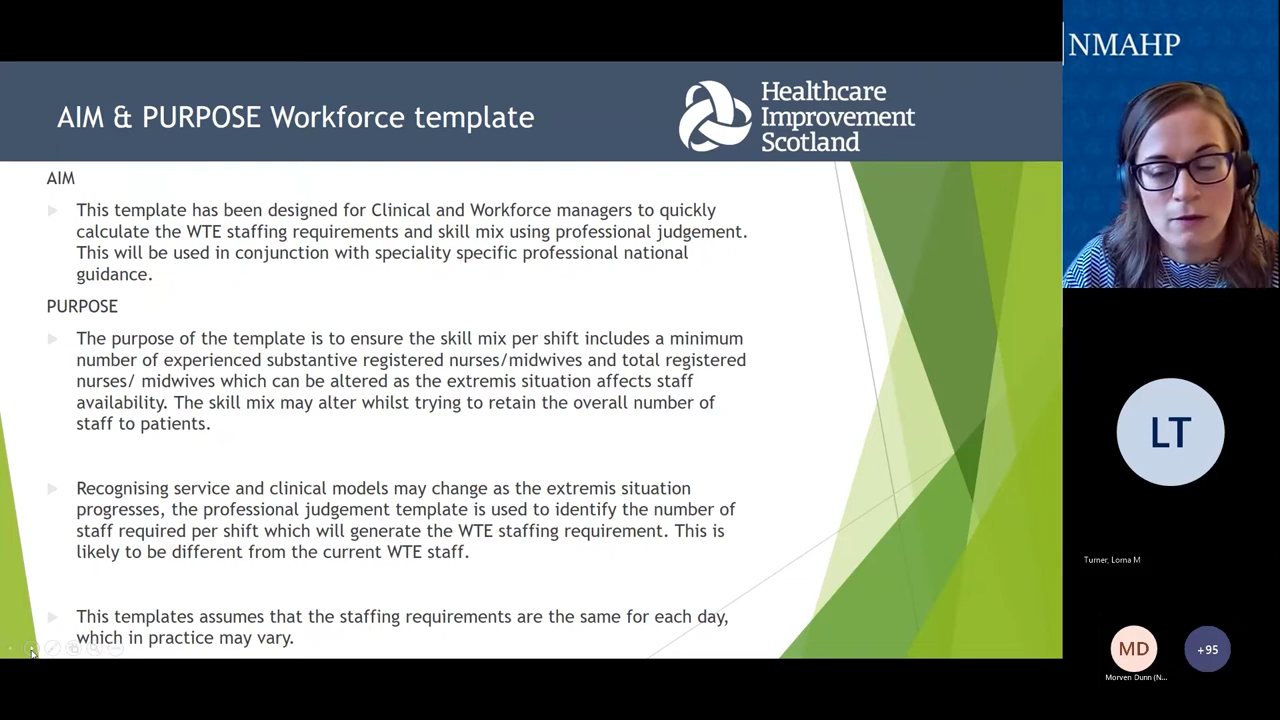 AIM & PURPOSE Workforce template
Healthcare
Improvement
Scotland
AIM
This template has been designed for Clinical and Workforce managers to quickly
calculate the WTE staffing requirements and skill mix using professional judgement.
This will be used in conjunction with speciality specific professional national
guidance.
PURPOSE
The purpose of the template is to ensure the skill mix per shift includes a minimum
number of experienced substantive registered nurses/midwives and total registered
nurses/ midwives which can be altered as the extremis situation affects staff
availability. The skill mix may alter whilst trying to retain the overall number of
staff to patients.
Recognising service and clinical models may change as the extremis situation
progresses, the professional judgement template is used to identify the number of
staff required per shift which will generate the WTE staffing requirement. This is
likely to be different from the current WTE staff.
This templates assumes that the staffing requirements are the same for each day,
which in practice may vary.
NMAHP
LT
Turner, Lorna M
MD
+95
Morven Dunn (N...